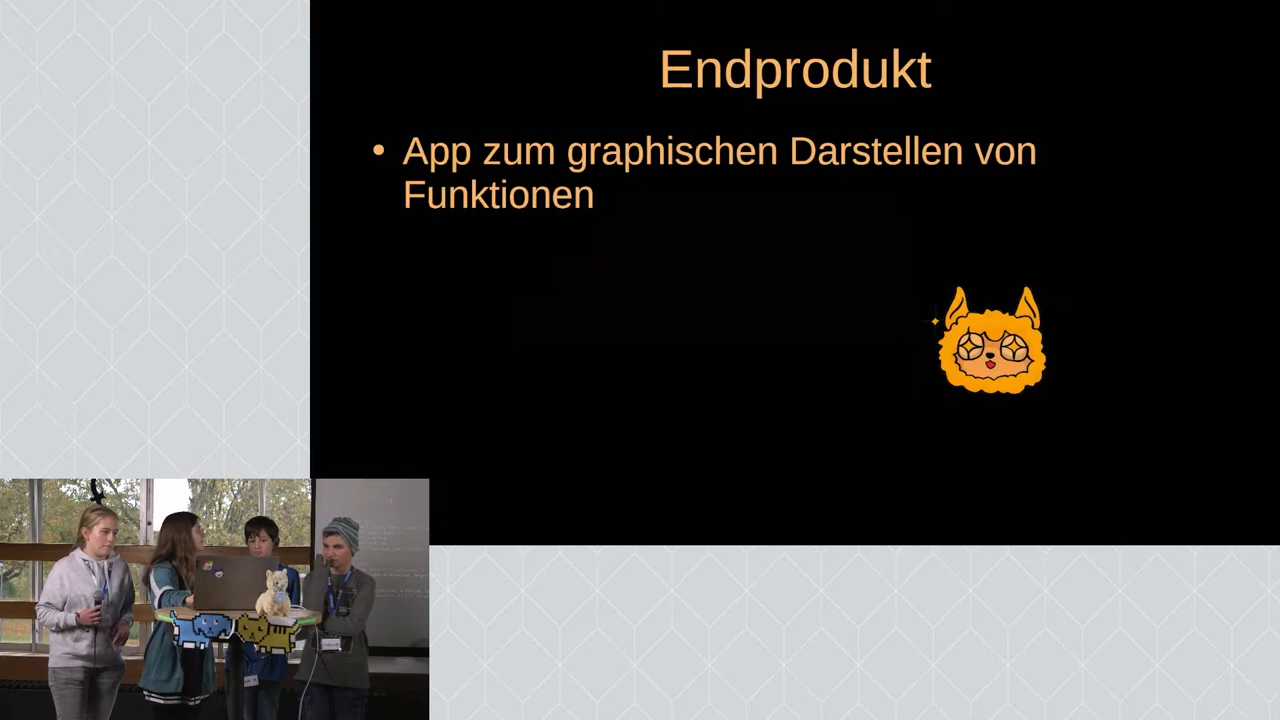 Endprodukt
• App zum graphischen Darstellen von
Funktionen